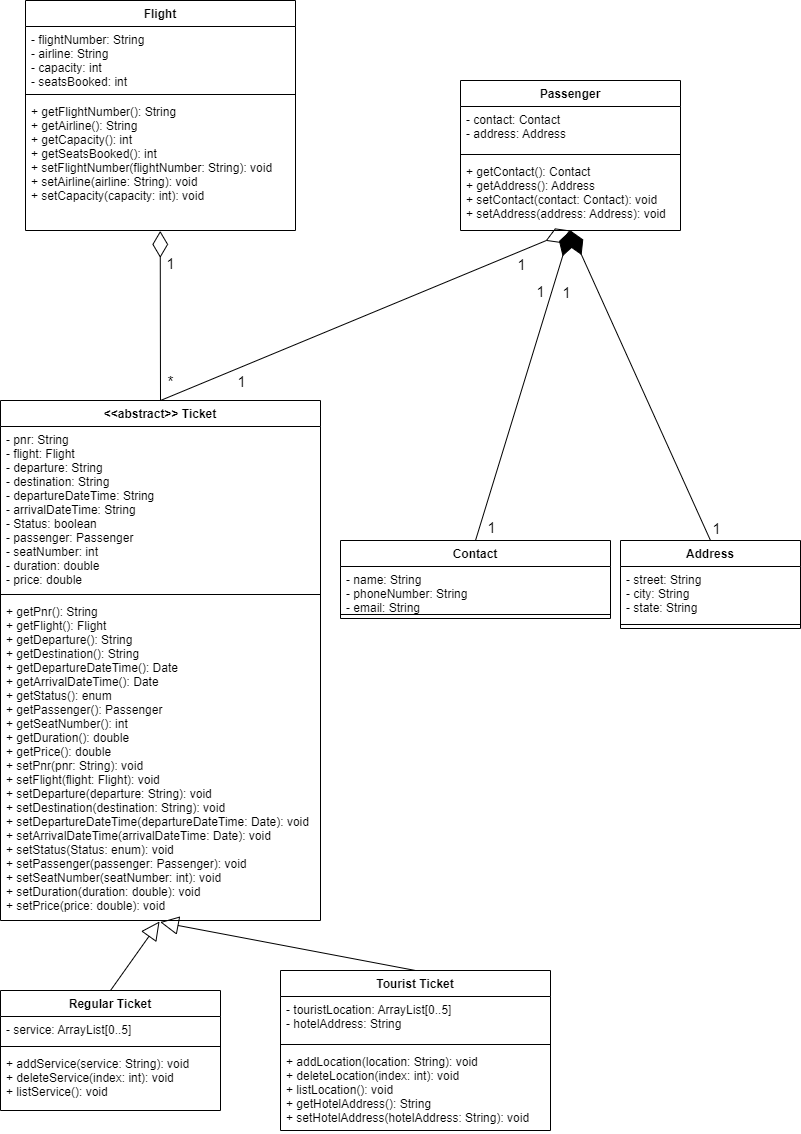 Flight
- flightNumber: String
- airline: String
- capacity: int
- seatsBooked: int
+ getFlightNumber(): String
+ getAirline(): String
+ getCapacity(): int
+ getSeatsBooked(): int
+ setFlightNumber(flightNumber: String): void
+ setAirline(airline: String): void
+ setCapacity(capacity: int): void
Passenger
- contact: Contact
- address: Address
+ getContact(): Contact
+ getAddress(): Address
+ setContact(contact: Contact): void
+ setAddress(address: Address): void
1
1
1
1
*
1
<<abstract>> Ticket
- pnr: String
- flight: Flight
- departure: String
- destination: String
- departureDateTime: String
- arrivalDateTime: String
- Status: boolean
- passenger: Passenger
- seatNumber: int
- duration: double
- price: double
+ getPnr(): String
+ getFlight(): Flight
+ getDeparture(): String
+ getDestination(): String
+ getDepartureDateTime(): Date
+ getArrivalDateTime(): Date
+ getStatus(): enum
+ getPassenger(): Passenger
+ getSeatNumber(): int
+ getDuration(): double
+ getPrice(): double
+ setPnr(pnr: String): void
+ setFlight(flight: Flight): void
+ setDeparture(departure: String): void
+ setDestination(destination: String): void
+ setDepartureDateTime(departureDateTime: Date): void
+ setArrivalDateTime(arrivalDateTime: Date): void
+ setStatus(Status: enum): void
+ setPassenger(passenger: Passenger): void
+ setSeatNumber(seatNumber: int): void
+ setDuration(duration: double): void
+ setPrice(price: double): void
1
1
Contact
- name: String
- phoneNumber: String
- email: String
Address
- street: String
- city: String
- state: String
Regular Ticket
- service: ArrayList[0..5]
+ addService(service: String): void
+ deleteService(index: int): void
+ listService(): void
Tourist Ticket
- touristLocation: ArrayList[0..5]
- hotelAddress: String
+ addLocation(location: String): void
+ deleteLocation(index: int): void
+ listLocation(): void
+ getHotelAddress(): String
+ setHotelAddress(hotelAddress: String): void